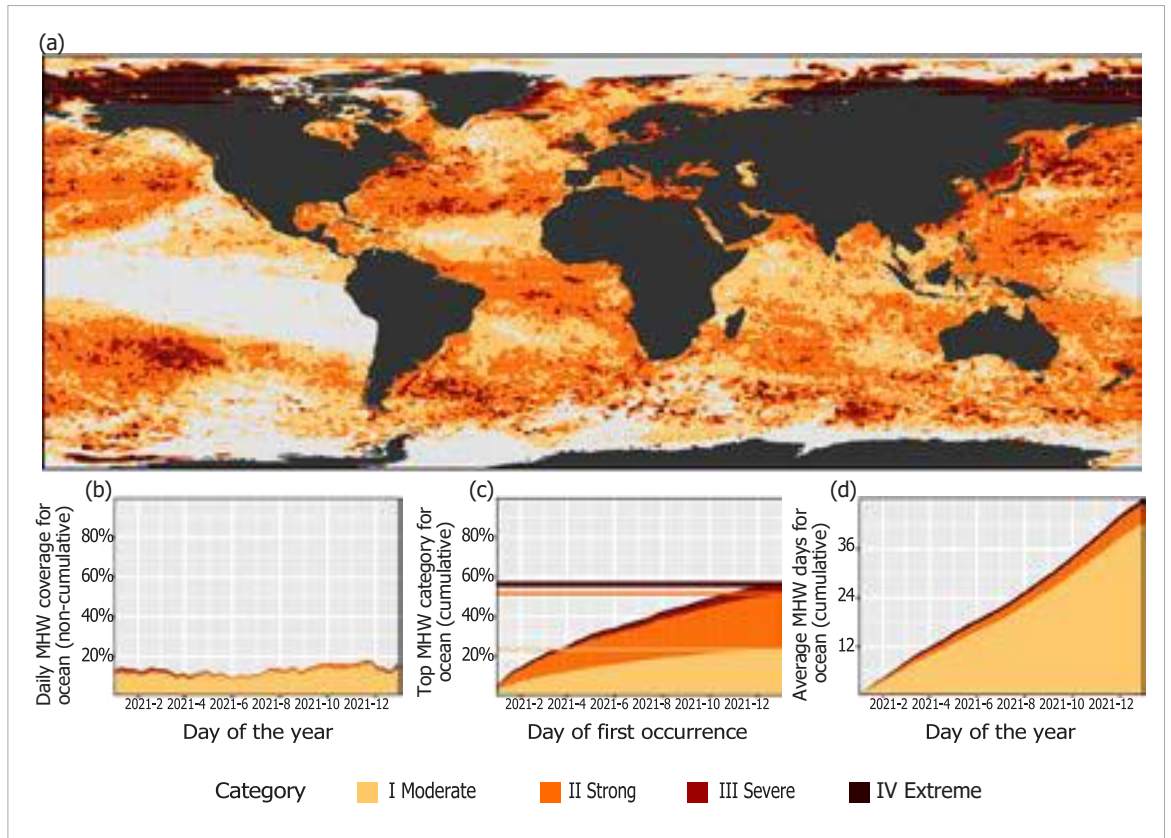 (a)
(b)
Daily MHW coverage for
ocean (non-cumulative)
80%
60%
40%
20%
2021-2 2021-4 2021-6 2021-8 2021-10 2021-12
Day of the year
(c)
Top MHW category for
ocean (cumulative)
80%
60%
40%
20%
2021-2 2021-4 2021-6 2021-8 2021-10 2021-12
Day of first occurrence
(d)
Average MHW days for
ocean (cumulative)
36
24
12
2021-2 2021-4 2021-6 2021-8 2021-10 2021-12
Day of the year
Category I Moderate II Strong III Severe IV Extreme